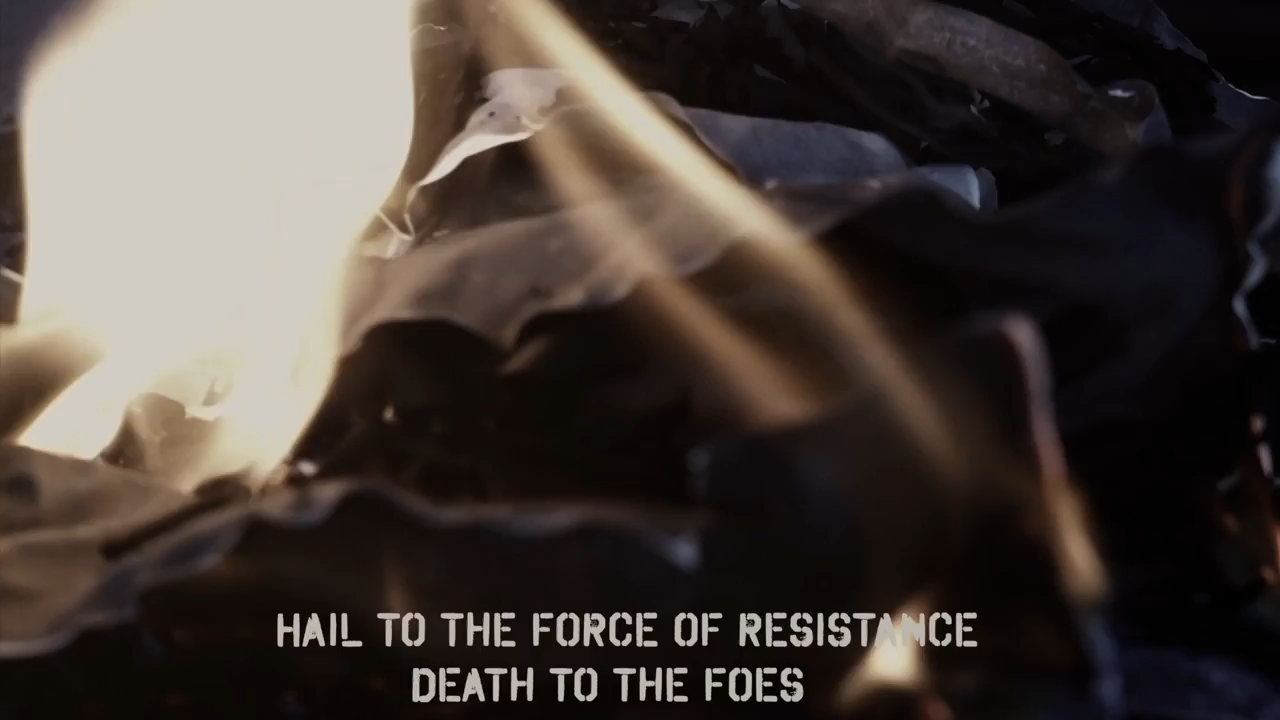 HAIL TO THE FORCE OF RESISTANCE
DEATH TO THE FOES